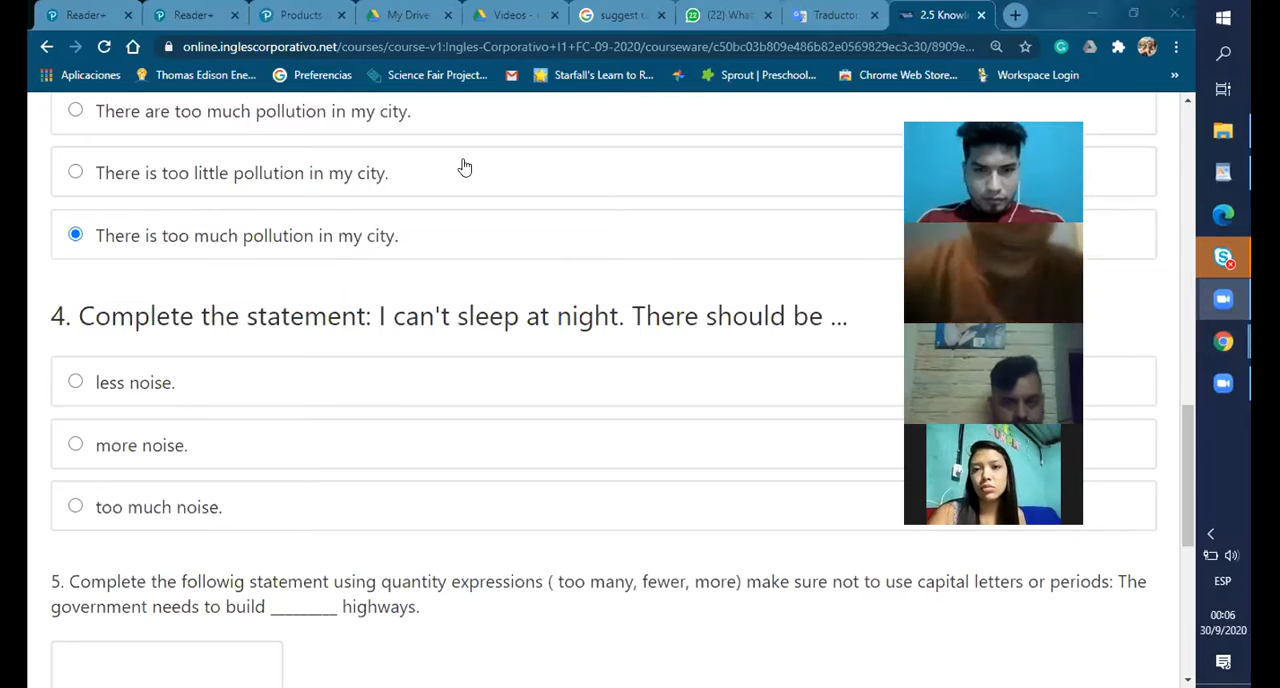 Reader+
Reader+
Products
My Drive
Videos -
suggest
(22) What
Traductor
2.5 Knowl
online.inglescorporativo.net/courses/course-v1:Ingles-Corporativo+I1+FC-09-2020/courseware/c50bc03b809e486b82e0569829ec3c30/8909e...
Aplicaciones
Thomas Edison Ene...
Preferencias
Science Fair Project...
Starfall's Learn to R...
Sprout | Preschool...
Chrome Web Store...
Workspace Login
»
There are too much pollution in my city.
There is too little pollution in my city.
There is too much pollution in my city.
4. Complete the statement: I can't sleep at night. There should be ...
less noise.
more noise.
too much noise.
5. Complete the followig statement using quantity expressions ( too many, fewer, more) make sure not to use capital letters or periods: The
government needs to build _________ highways.
ESP
00:06
30/9/2020